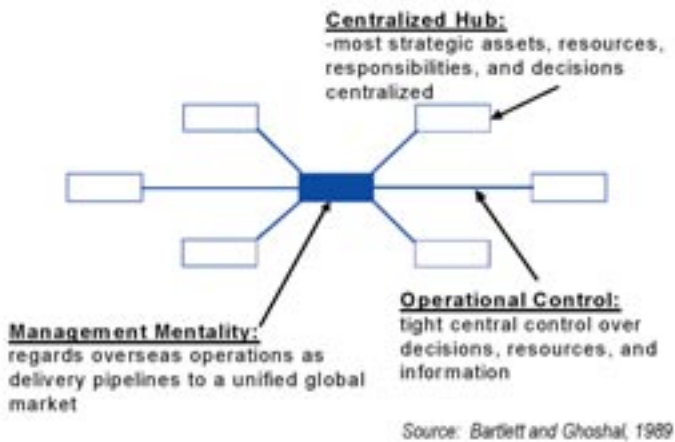 Centralized Hub:
-most strategic assets, resources,
responsibilities, and decisions
centralized
Operational Control:
tight central control over
decisions, resources, and
information
Management Mentality:
regards overseas operations as
delivery pipelines to a unified global
market
Source: Bartlett and Ghoshal, 1989